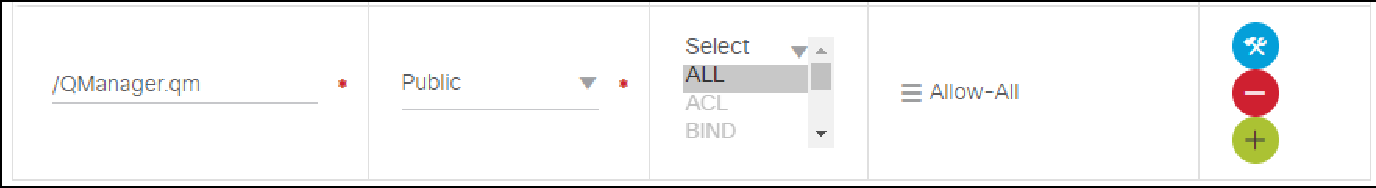 /QManager.qm *
Public *
Select
ALL
ACL
BIND
Allow-All